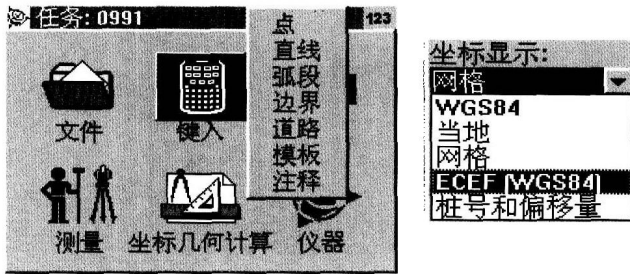 任务: 0991
123
点
直线
弧段
边界
道路
模板
注释
文件
键入
测量
坐标几何计算
仪器
坐标显示:
网格
WGS84
当地
网格
ECEF (WGS84)
桩号和偏移量